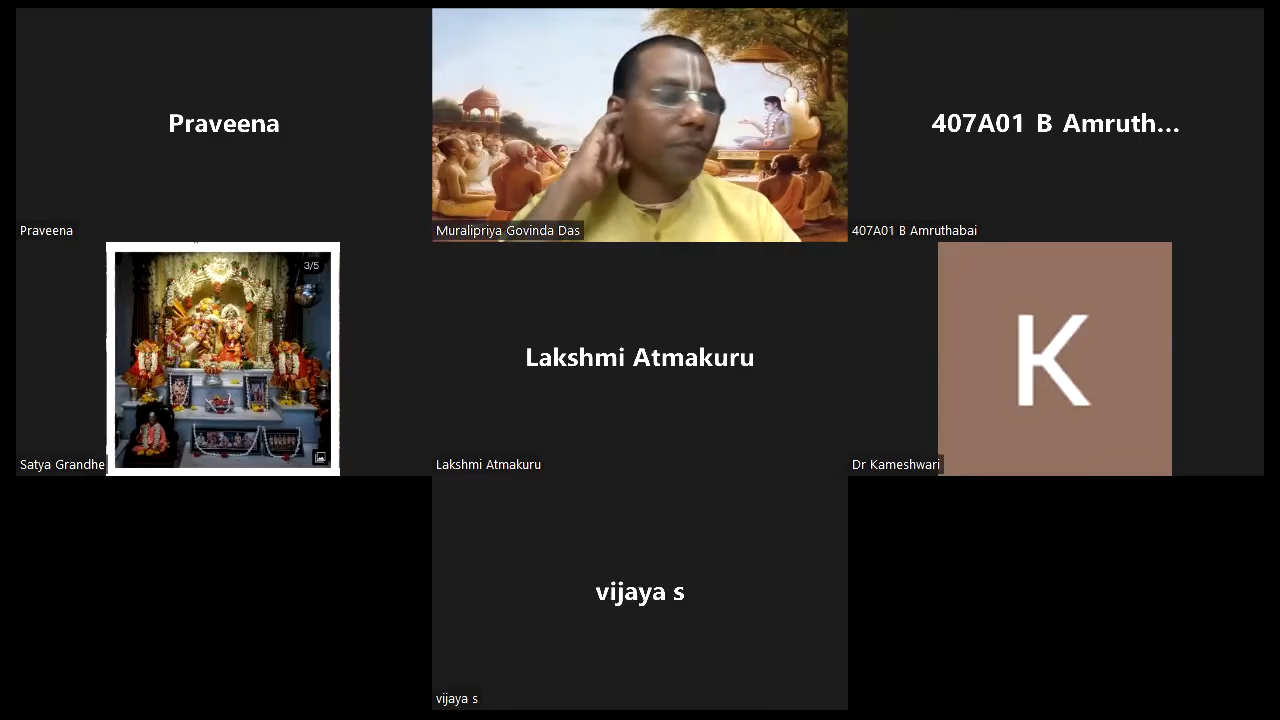 Praveena
407A01 B Amruth...
Praveena
Muralipriya Govinda Das
407A01 B Amruthabai
3/5
Lakshmi Atmakuru
K
Satya Grandhe
Lakshmi Atmakuru
Dr Kameshwari
vijaya s
vijaya s